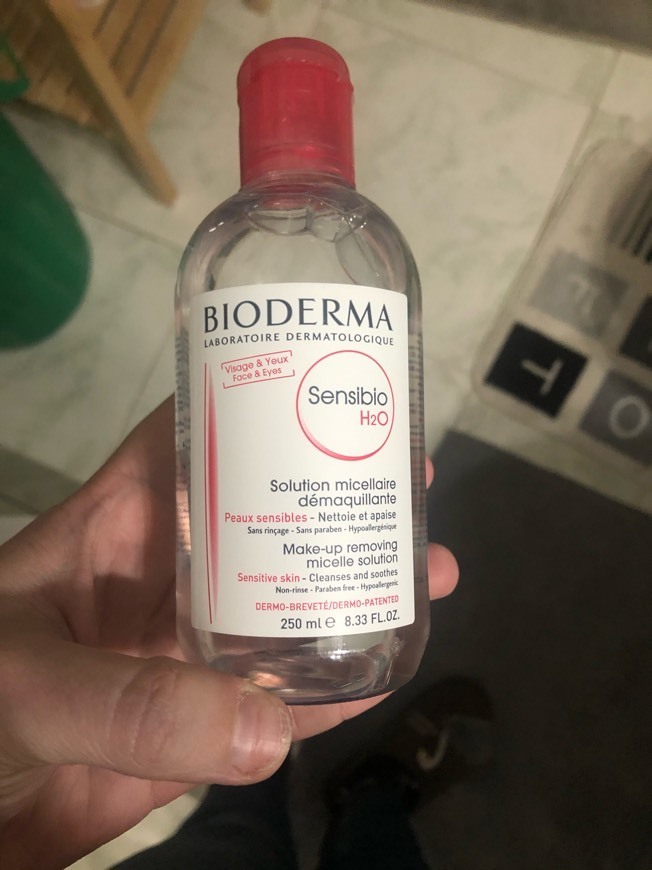 BIODERMA
LABORATOIRE DERMATOLOGIQUE
Visage & Yeux
Face & Eyes
Sensibio
H2O
Solution micellaire
démaquillante
Peaux sensibles - Nettoie et apaise
Sans rinçage - Sans paraben - Hypoallergénique
Make-up removing
micelle solution
Sensitive skin - Cleanses and soothes
Non-rinse - Paraben free - Hypoallergenic
DERMO-BREVETÉ/DERMO-PATENTED
250 ml e 8.33 FL.OZ.
T
O